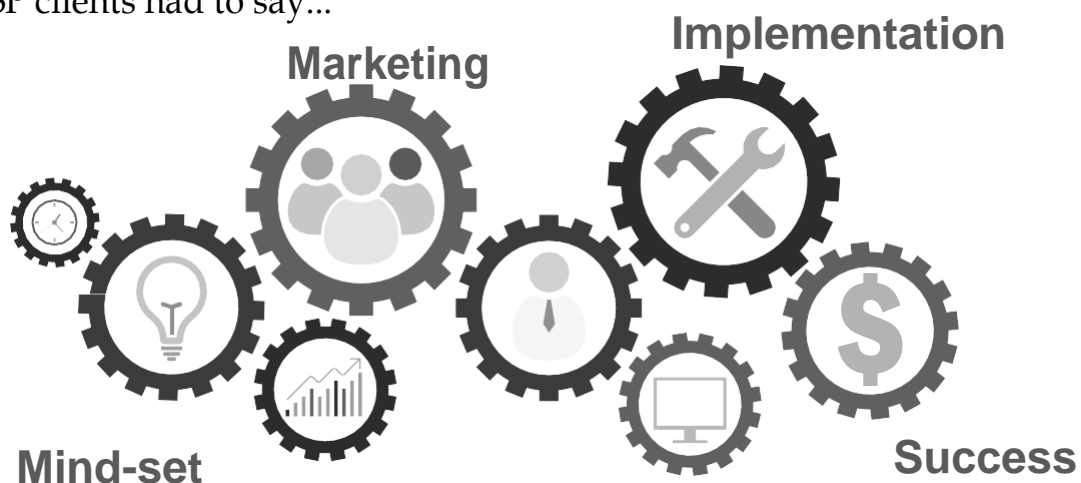 clients had to say...
Implementation
Marketing
$
Mind-set
Success